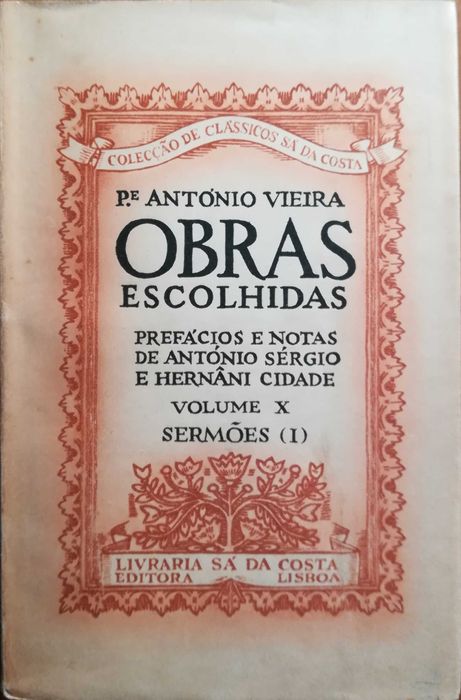 COLECÇÃO DE CLÁSSICOS SÁ DA COSTA
P.E ANTÓNIO VIEIRA
OBRAS
ESCOLHIDAS
PREFÁCIOS E NOTAS
DE ANTÓNIO SÉRGIO
E HERNÂNI CIDADE
VOLUME X
SERMÕES (I)
LIVRARIA SÁ DA COSTA
EDITORA LISBOA